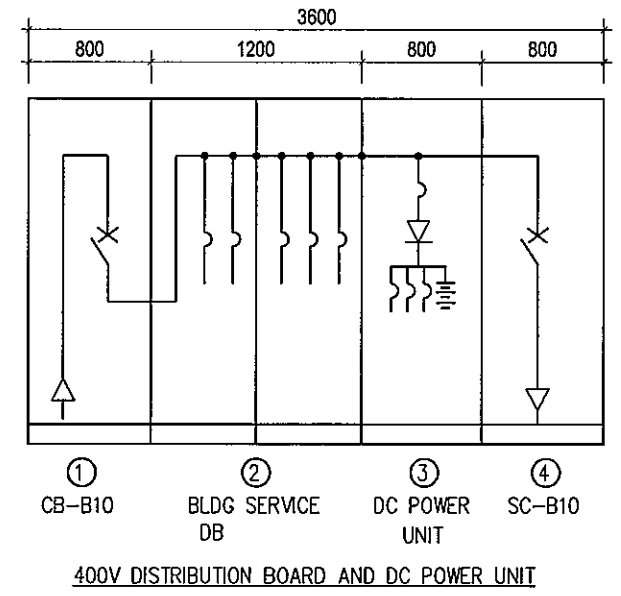 3600
800 1200 800 800
1 2 3 4
CB-B10 BLDG SERVICE DC POWER SC-B10
DB UNIT
400V DISTRIBUTION BOARD AND DC POWER UNIT